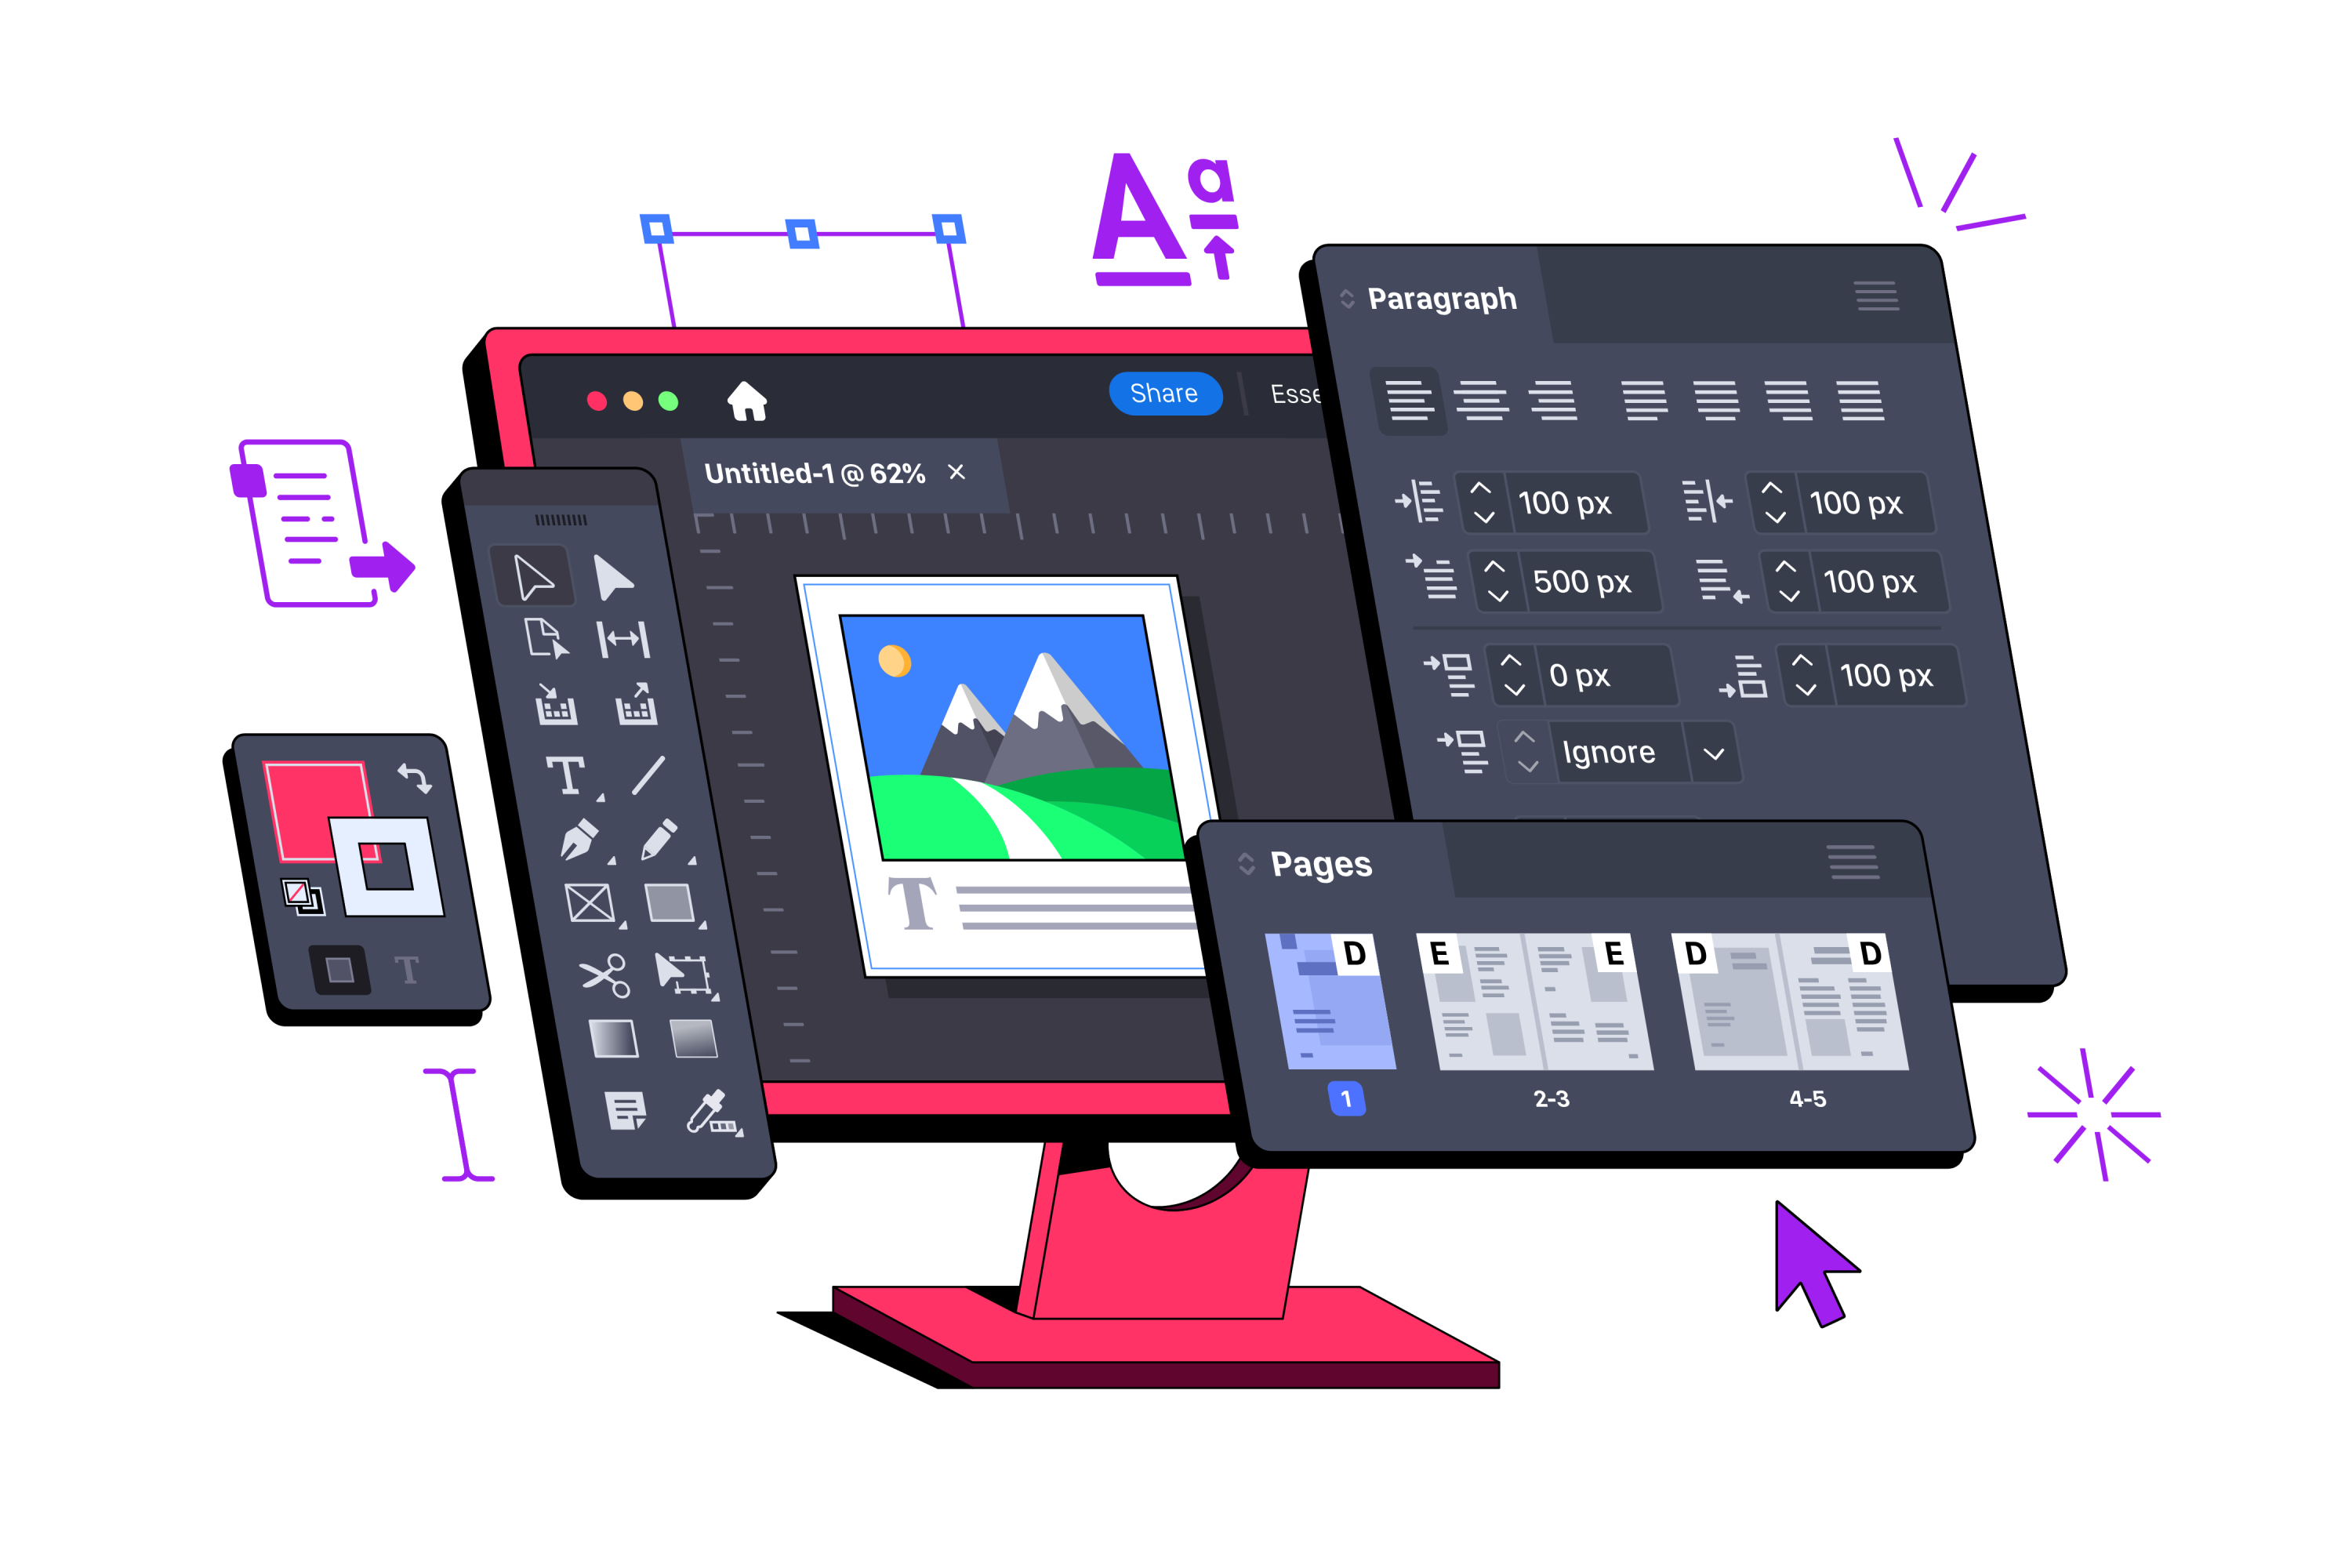 Aa
Paragraph
Share
Esse
Untitled-1 @ 62%
100 px
100 px
500 px
100 px
0 px
100 px
Ignore
T
T
T
Pages
D
E
E
D
D
1
2-3
4-5